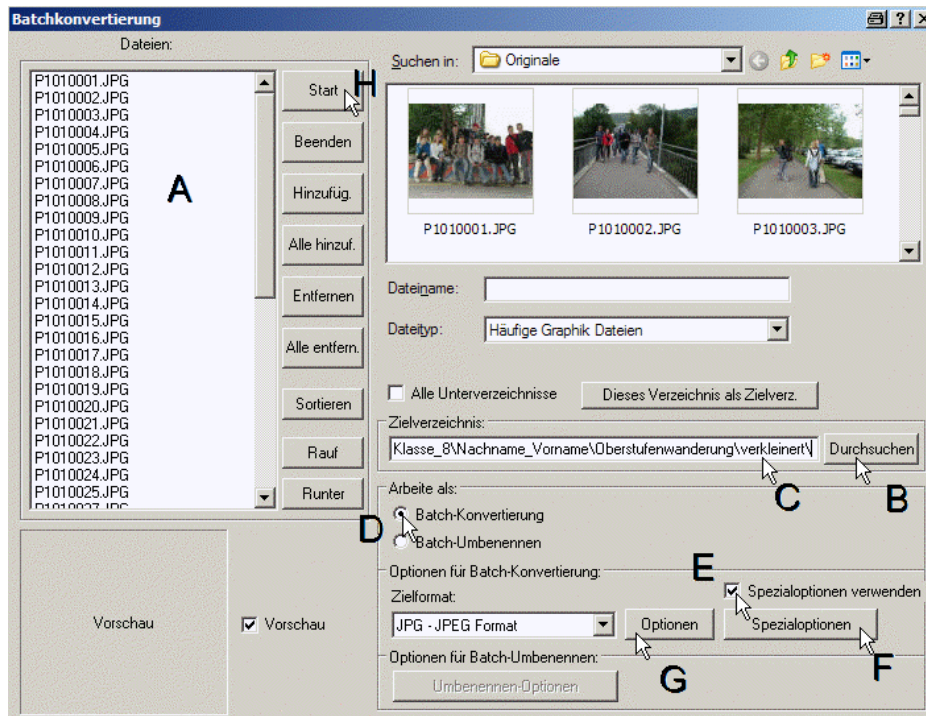 Batchkonvertierung
Dateien:
P1010001.JPG
P1010002.JPG
P1010003.JPG
P1010004.JPG
P1010005.JPG
P1010006.JPG
P1010007.JPG
P1010008.JPG
P1010009.JPG
P1010010.JPG
P1010011.JPG
P1010012.JPG
P1010013.JPG
P1010014.JPG
P1010015.JPG
P1010016.JPG
P1010017.JPG
P1010018.JPG
P1010019.JPG
P1010020.JPG
P1010021.JPG
P1010022.JPG
P1010023.JPG
P1010024.JPG
P1010025.JPG
A
Start
H
Beenden
Hinzufüg.
Alle hinzuf.
Entfernen
Alle entfern.
Sortieren
Rauf
Runter
Vorschau
Vorschau
Suchen in: Originale
P1010001.JPG P1010002.JPG P1010003.JPG
Dateiname:
Dateityp: Häufige Graphik Dateien
Alle Unterverzeichnisse Dieses Verzeichnis als Zielverz.
Zielverzeichnis:
Klasse_8\Nachname_Vorname\Oberstufenwanderung\verkleinert\ Durchsuchen
C B
Arbeite als:
D Batch-Konvertierung
Batch-Umbenennen
Optionen für Batch-Konvertierung: E
Zielformat: Spezialoptionen verwenden
JPG - JPEG Format Optionen Spezialoptionen
G F
Optionen für Batch-Umbenennen:
Umbenennen-Optionen